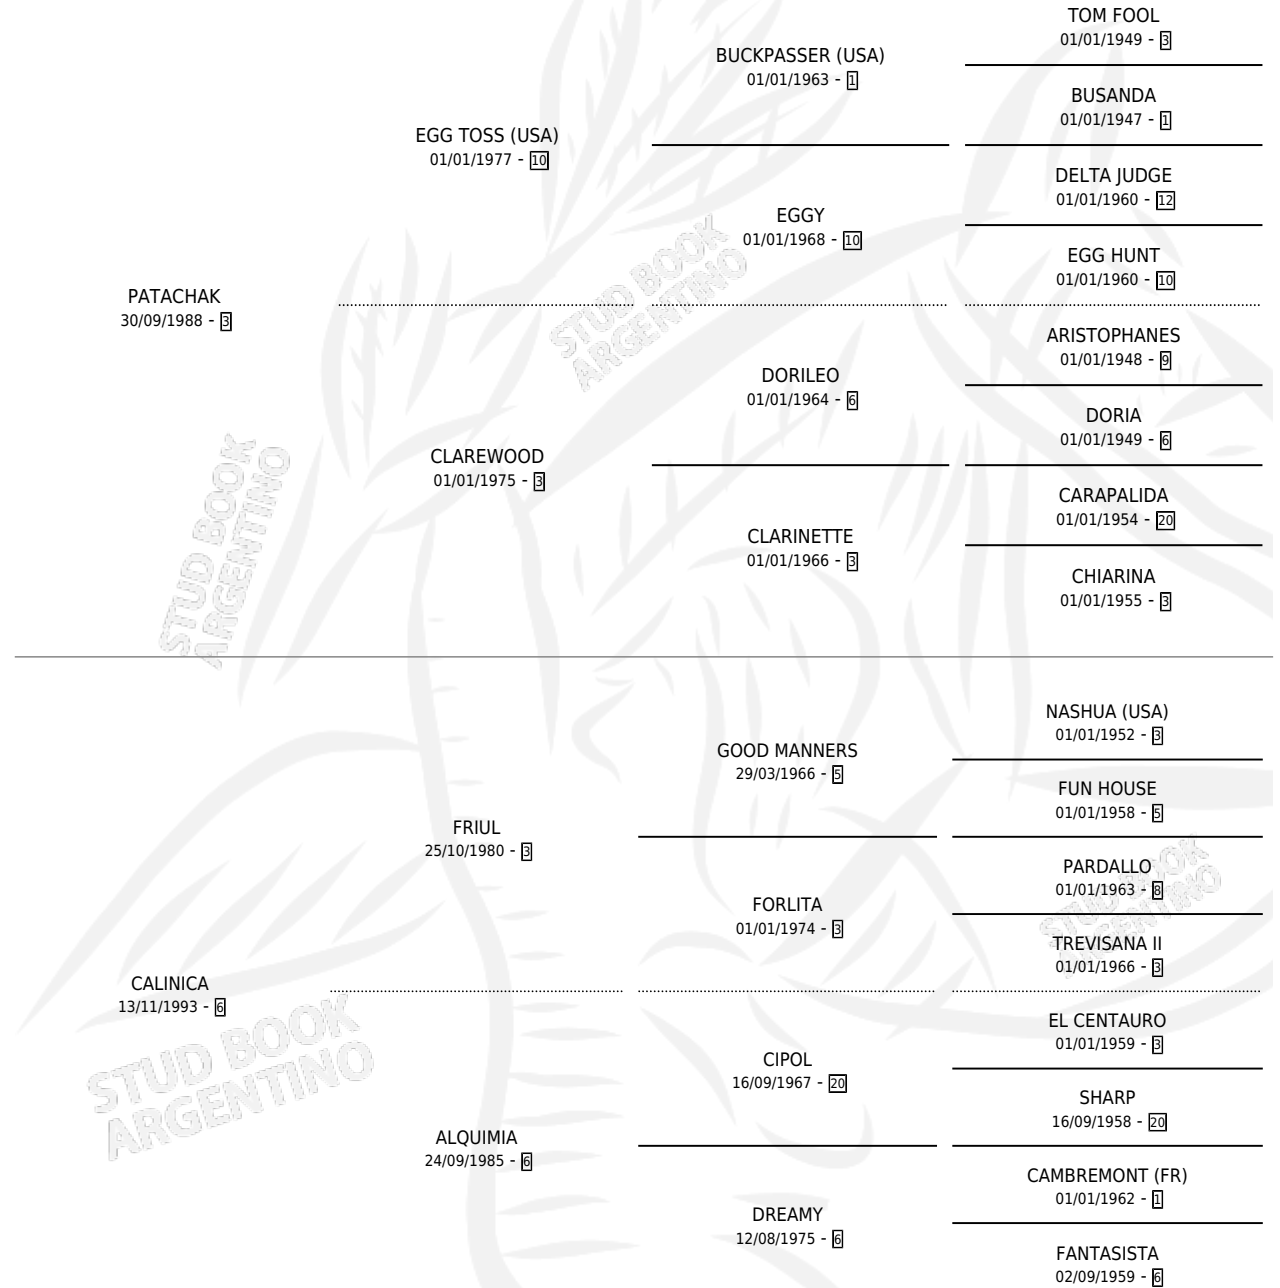 TOM FOOL
01/01/1949 - 3
BUCKPASSER (USA)
01/01/1963 - 1
BUSANDA
01/01/1947 - 1
EGG TOSS (USA)
01/01/1977 - 10
DELTA JUDGE
01/01/1960 - 12
EGGY
01/01/1968 - 10
EGG HUNT
01/01/1960 - 10
PATACHAK
30/09/1988 - 3
ARISTOPHANES
01/01/1948 - 9
DORILEO
01/01/1964 - 6
DORIA
01/01/1949 - 6
CLAREWOOD
01/01/1975 - 3
CARAPALIDA
01/01/1954 - 20
CLARINETTE
01/01/1966 - 3
CHIARINA
01/01/1955 - 3
STUD BOOK
ARGENTINO
STUD BOOK
ARGENTINO
NASHUA (USA)
01/01/1952 - 3
GOOD MANNERS
29/03/1966 - 5
FUN HOUSE
01/01/1958 - 5
FRIUL
25/10/1980 - 3
PARDALLO
01/01/1963 - 8
FORLITA
01/01/1974 - 3
TREVISANA II
01/01/1966 - 3
CALINICA
13/11/1993 - 6
EL CENTAURO
01/01/1959 - 3
CIPOL
16/09/1967 - 20
SHARP
16/09/1958 - 20
ALQUIMIA
24/09/1985 - 6
CAMBREMONT (FR)
01/01/1962 - 1
DREAMY
12/08/1975 - 6
FANTASISTA
02/09/1959 - 6
STUD BOOK
ARGENTINO
STUD BOOK
ARGENTINO